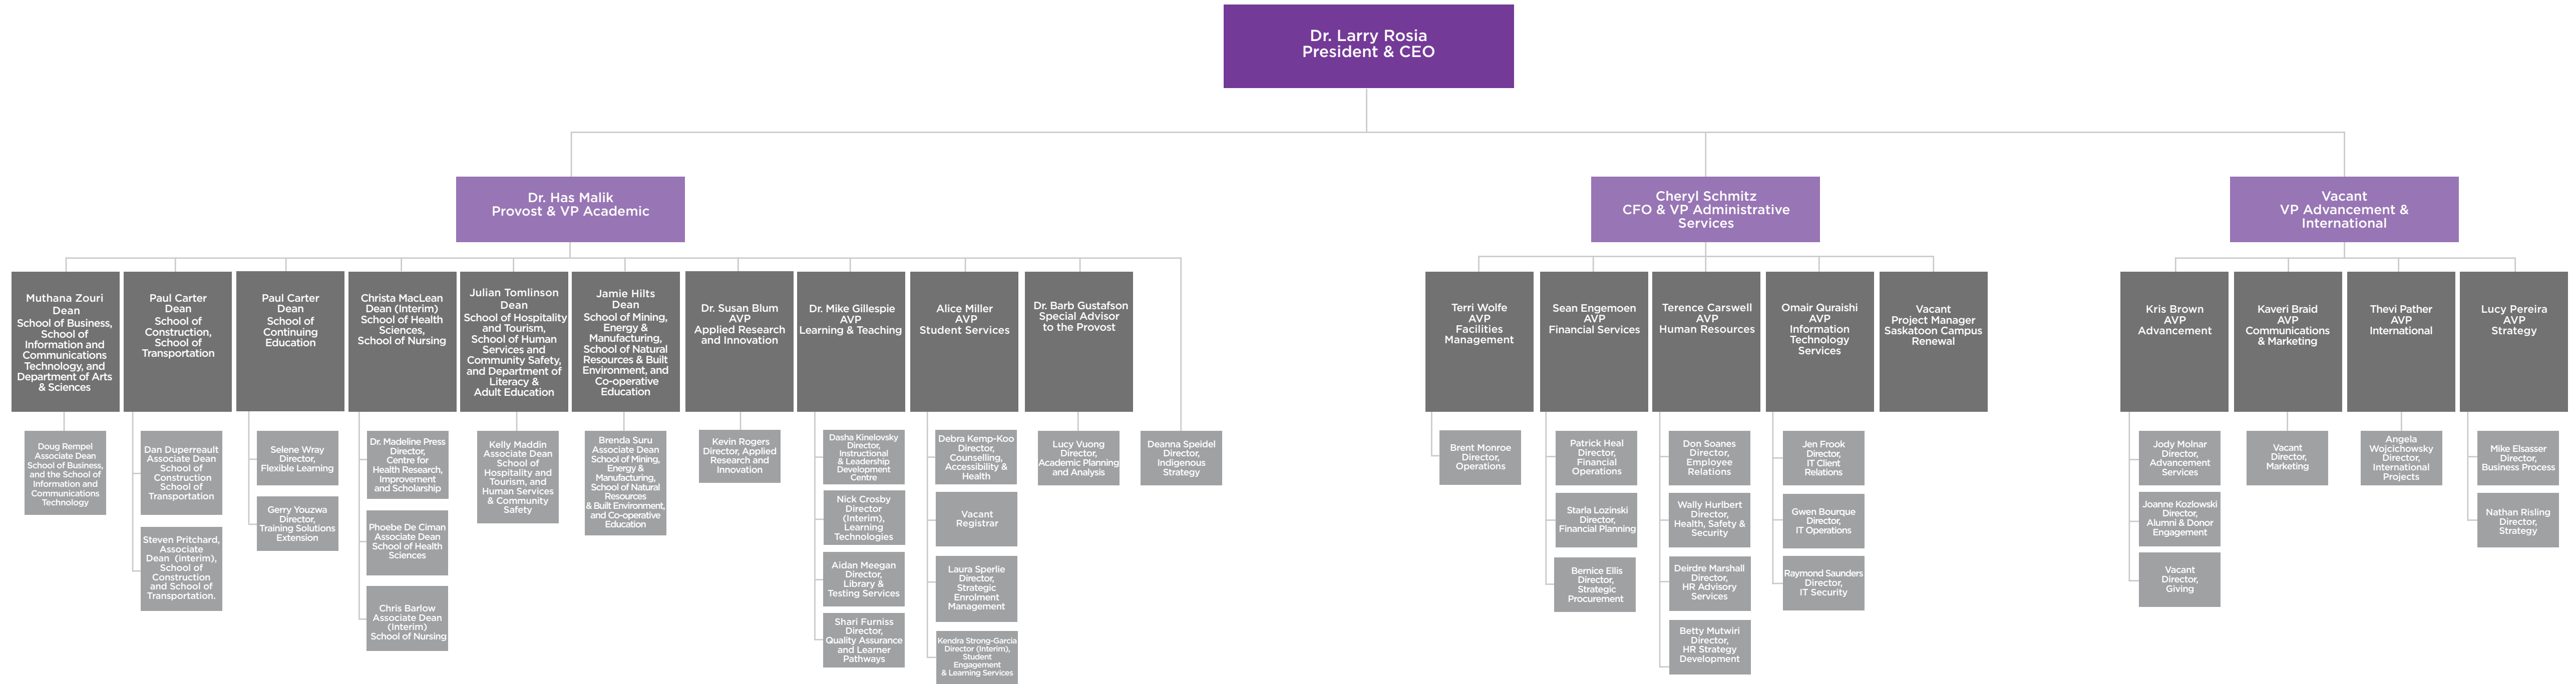 Dr. Larry Rosia
President & CEO
Dr. Has Malik
Provost & VP Academic
Cheryl Schmitz
CFO & VP Administrative
Services
Vacant
VP Advancement &
International
Muthana Zouri
Dean
School of Business,
School of
Information and
Communications
Technology, and
Department of Arts
& Sciences
Paul Carter
Dean
School of
Construction,
School of
Transportation
Paul Carter
Dean
School of
Continuing
Education
Christa MacLean
Dean (Interim)
School of Health
Sciences,
School of Nursing
Julian Tomlinson
Dean
School of Hospitality
and Tourism,
School of Human
Services and
Community Safety,
and Department of
Literacy &
Adult Education
Jamie Hilts
Dean
School of Mining,
Energy &
Manufacturing,
School of Natural
Resources & Built
Environment, and
Co-operative
Education
Dr. Susan Blum
AVP
Applied Research
and Innovation
Dr. Mike Gillespie
AVP
Learning & Teaching
Alice Miller
AVP
Student Services
Dr. Barb Gustafson
Special Advisor
to the Provost
Terri Wolfe
AVP
Facilities
Management
Sean Engemoen
AVP
Financial Services
Terence Carswell
AVP
Human Resources
Omair Quraishi
AVP
Information
Technology
Services
Vacant
Project Manager
Saskatoon Campus
Renewal
Kris Brown
AVP
Advancement
Kaveri Braid
AVP
Communications
& Marketing
Thevi Pather
AVP
International
Lucy Pereira
AVP
Strategy
Doug Rempel
Associate Dean
School of Business,
and the School of
Information and
Communications
Technology
Dan Duperreault
Associate Dean
School of
Construction
School of
Transportation
Steven Pritchard,
Associate
Dean (interim),
School of
Construction
and School of
Transportation.
Selene Wray
Director,
Flexible Learning
Gerry Youzwa
Director,
Training Solutions
Extension
Dr. Madeline Press
Director,
Centre for
Health Research,
Improvement
and Scholarship
Phoebe De Ciman
Associate Dean
School of Health
Sciences
Chris Barlow
Associate Dean
(Interim)
School of Nursing
Kelly Maddin
Associate Dean
School of
Hospitality and
Tourism, and
Human Services
& Community
Safety
Brenda Suru
Associate Dean
School of Mining,
Energy &
Manufacturing,
School of Natural
Resources
& Built Environment,
and Co-operative
Education
Kevin Rogers
Director, Applied
Research and
Innovation
Dasha Kinelovsky
Director,
Instructional
& Leadership
Development
Centre
Nick Crosby
Director
(Interim),
Learning
Technologies
Aidan Meegan
Director,
Library &
Testing Services
Shari Furniss
Director,
Quality Assurance
and Learner
Pathways
Debra Kemp-Koo
Director,
Counselling,
Accessibility &
Health
Vacant
Registrar
Laura Sperlie
Director,
Strategic
Enrolment
Management
Kendra Strong-Garcia
Director (Interim),
Student
Engagement
& Learning Services
Lucy Vuong
Director,
Academic Planning
and Analysis
Deanna Speidel
Director,
Indigenous
Strategy
Brent Monroe
Director,
Operations
Patrick Heal
Director,
Financial
Operations
Starla Lozinski
Director,
Financial Planning
Bernice Ellis
Director,
Strategic
Procurement
Don Soanes
Director,
Employee
Relations
Wally Hurlbert
Director,
Health, Safety &
Security
Deirdre Marshall
Director,
HR Advisory
Services
Betty Mutwiri
Director,
HR Strategy
Development
Jen Frook
Director,
IT Client
Relations
Gwen Bourque
Director,
IT Operations
Raymond Saunders
Director,
IT Security
Jody Molnar
Director,
Advancement
Services
Joanne Kozlowski
Director,
Alumni & Donor
Engagement
Vacant
Director,
Giving
Vacant
Director,
Marketing
Angela
Wojcichowsky
Director,
International
Projects
Mike Elsasser
Director,
Business Process
Nathan Risling
Director,
Strategy